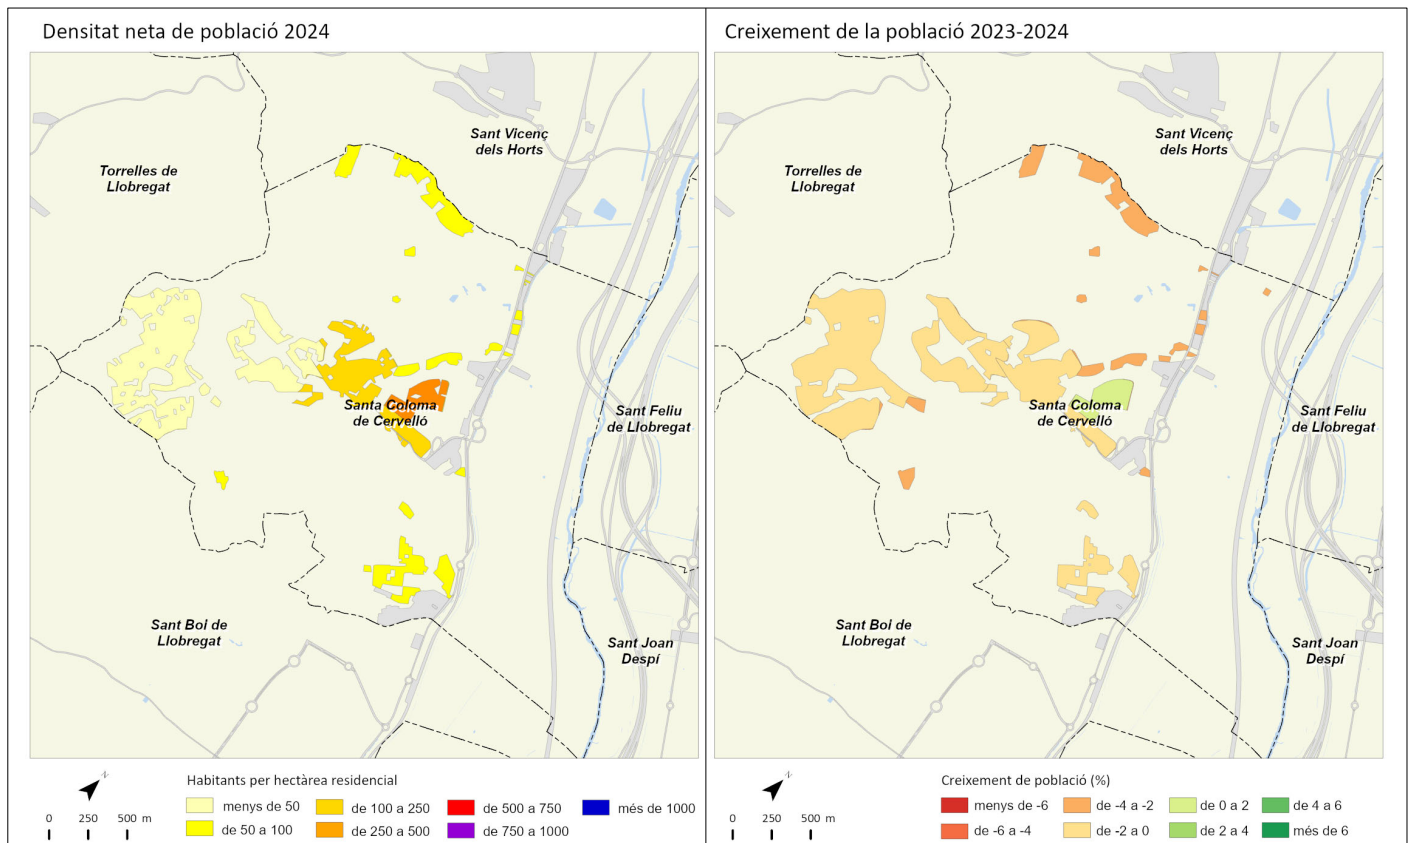 Densitat neta de població 2024
Sant Vicenç
dels Horts
Torrelles de
Llobregat
Santa Coloma
de Cervelló
Sant Feliu
de Llobregat
Sant Boi de
Llobregat
Sant Joan
Despí
N
0 250 500 m
Habitants per hectàrea residencial
menys de 50
de 50 a 100
de 100 a 250
de 250 a 500
de 500 a 750
de 750 a 1000
més de 1000
Creixement de la població 2023-2024
Sant Vicenç
dels Horts
Torrelles de
Llobregat
Santa Coloma
de Cervelló
Sant Feliu
de Llobregat
Sant Boi de
Llobregat
Sant Joan
Despí
N
0 250 500 m
Creixement de població (%)
menys de -6
de -6 a -4
de -4 a -2
de -2 a 0
de 0 a 2
de 2 a 4
de 4 a 6
més de 6